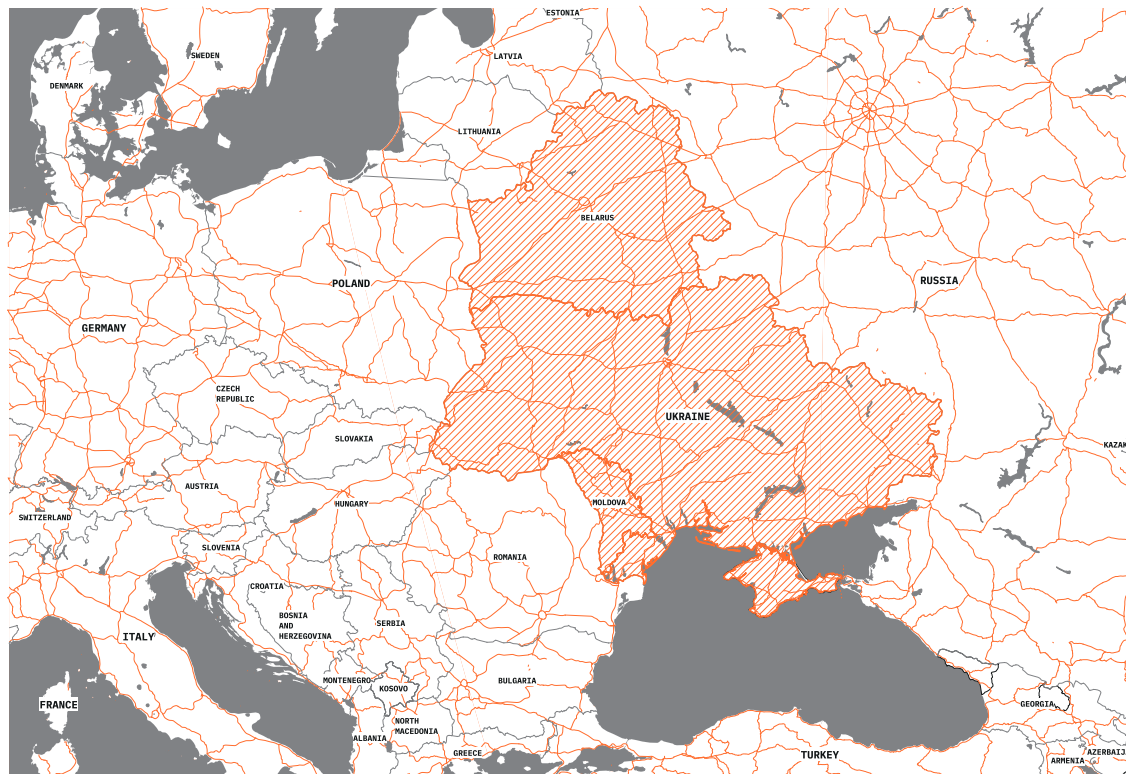 ESTONIA
SWEDEN
LATVIA
DENMARK
LITHUANIA
BELARUS
POLAND
RUSSIA
GERMANY
CZECH
REPUBLIC
UKRAINE
SLOVAKIA
KAZAK
AUSTRIA
MOLDOVA
HUNGARY
SWITZERLAND
SLOVENIA
ROMANIA
CROATIA
BOSNIA
AND
HERZEGOVINA
SERBIA
ITALY
MONTENEGRO
KOSOVO
BULGARIA
FRANCE
GEORGIA
NORTH
MACEDONIA
ALBANIA
GREECE
TURKEY
AZERBAIJ
ARMENIA